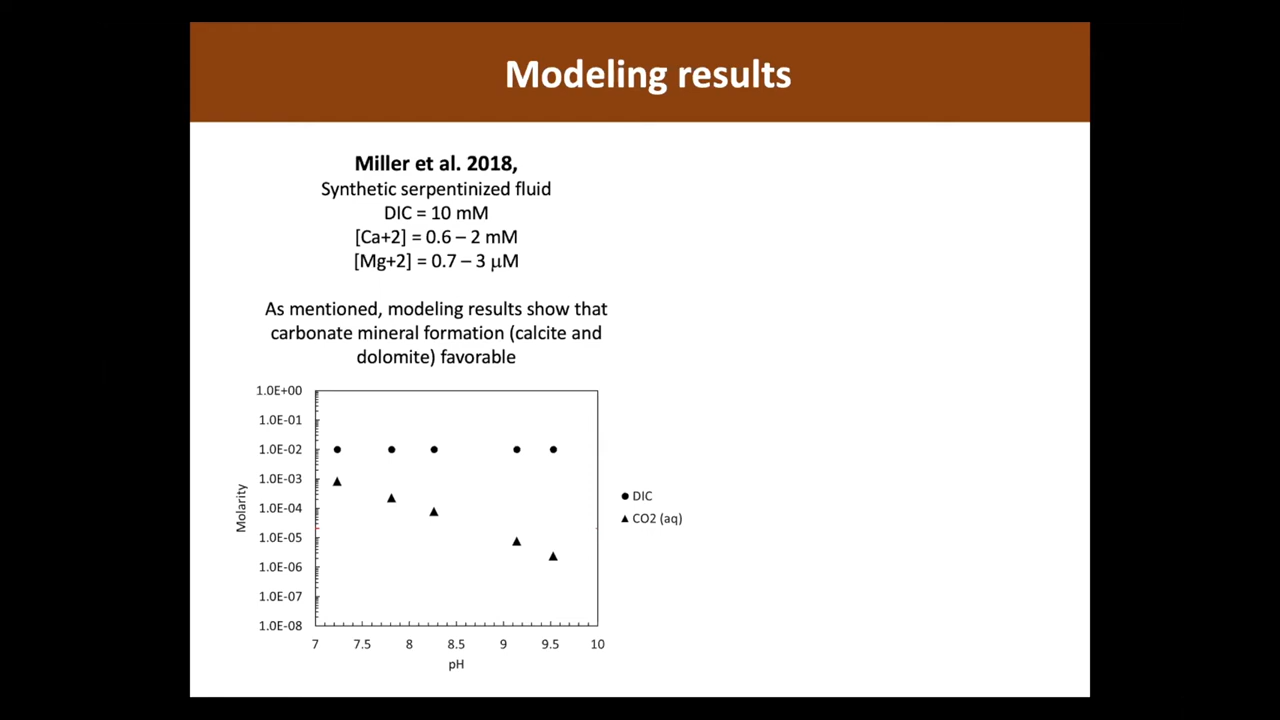 Modeling results
Miller et al. 2018,
Synthetic serpentinized fluid
DIC = 10 mM
[Ca+2] = 0.6 – 2 mM
[Mg+2] = 0.7 – 3 μM
As mentioned, modeling results show that
carbonate mineral formation (calcite and
dolomite) favorable
1.0E+00
1.0E-01
1.0E-02
1.0E-03
1.0E-04
1.0E-05
1.0E-06
1.0E-07
1.0E-08
Molarity
7 7.5 8 8.5 9 9.5 10
pH
DIC
CO2 (aq)